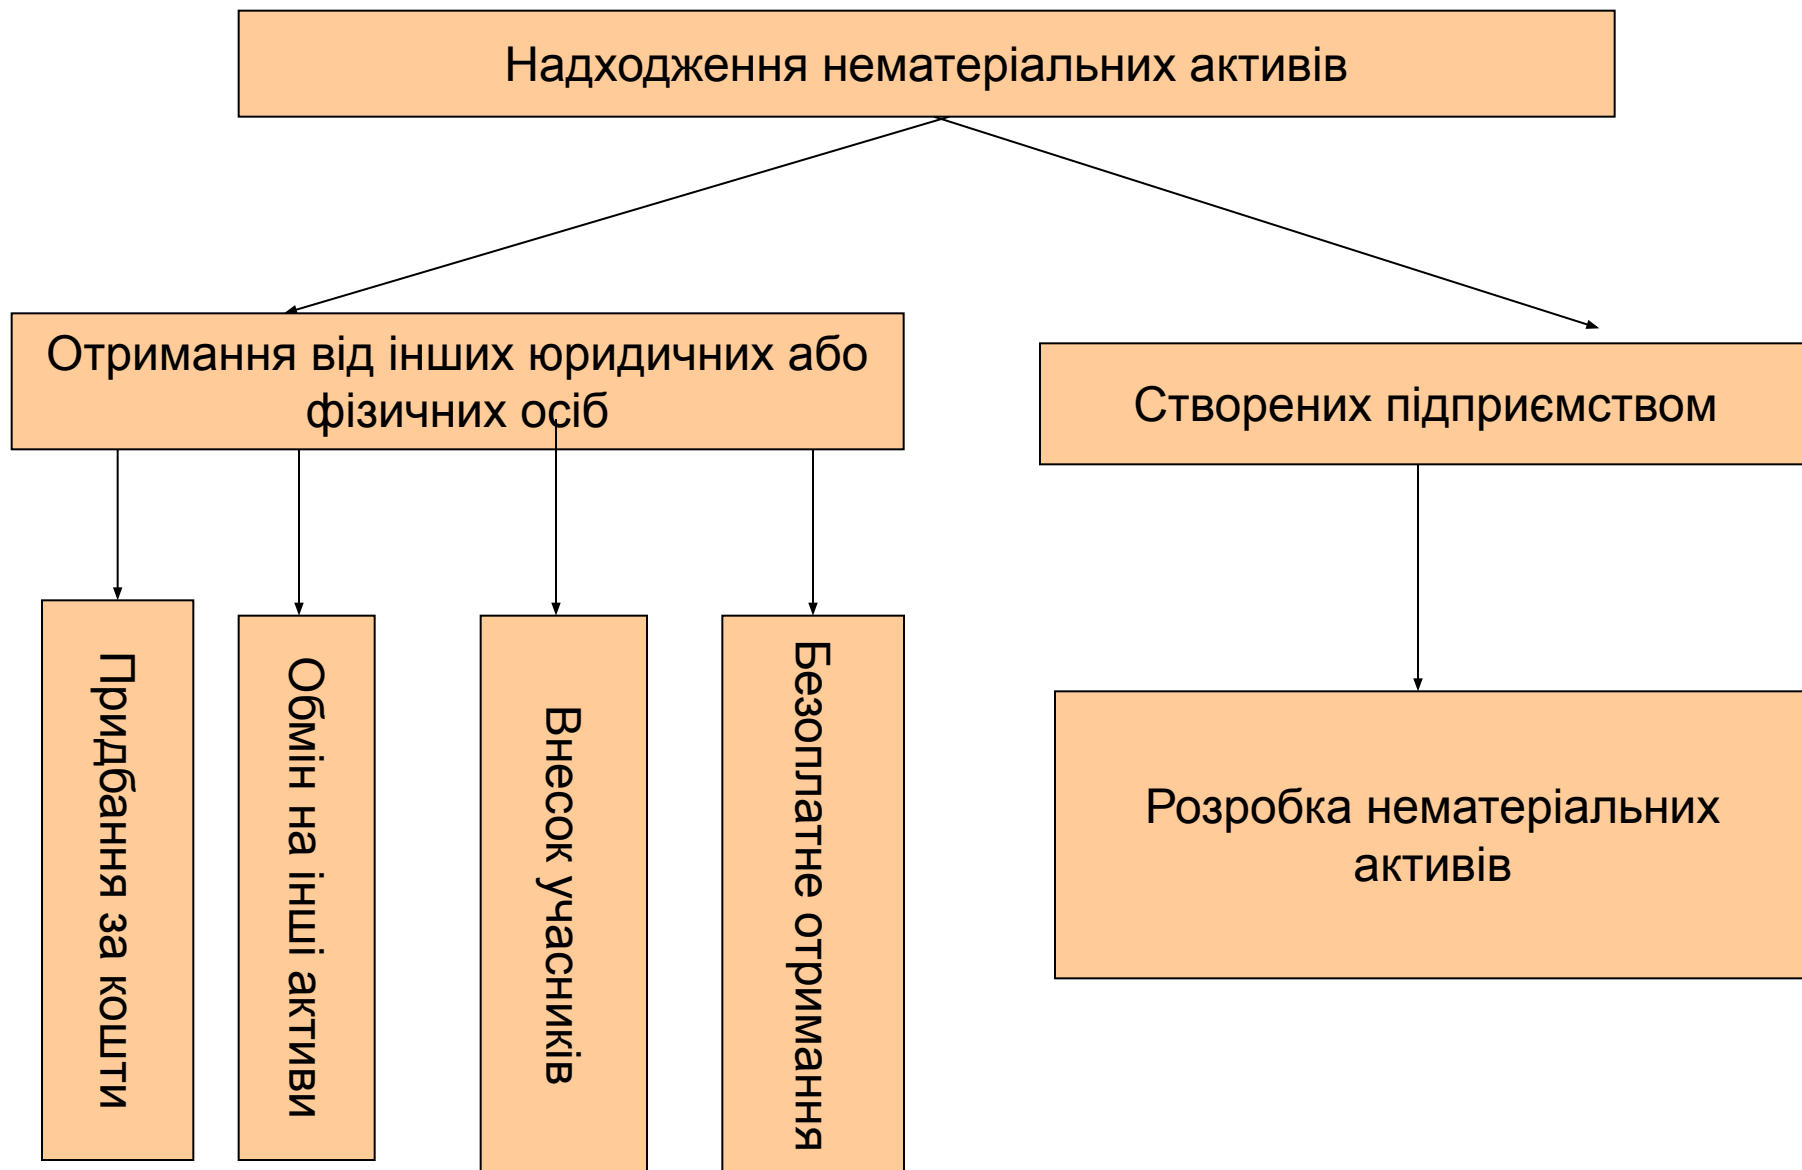 Надходження нематеріальних активів
Отримання від інших юридичних або
фізичних осіб
Створених підприємством
Придбання за кошти
Обмін на інші активи
Внесок учасників
Безоплатне отримання
Розробка нематеріальних
активів